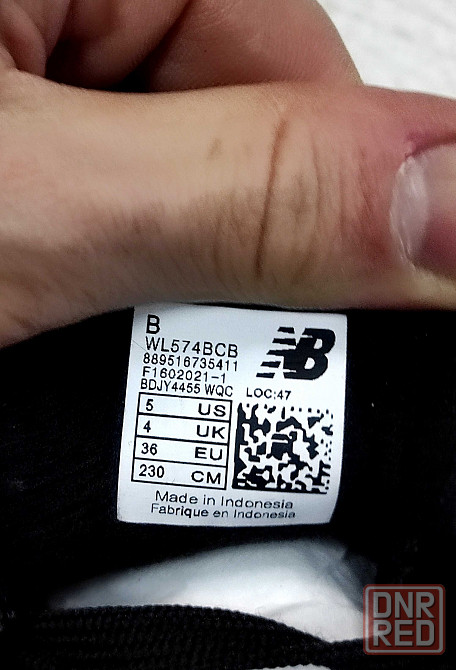 B
WL574BCB
889516735411
F1602021-1
BDJY4455 WQC LOC:47
5 US
4 UK
36 EU
230 CM
Made in Indonesia
Fabrique en Indonesia
NB
DNR
RED